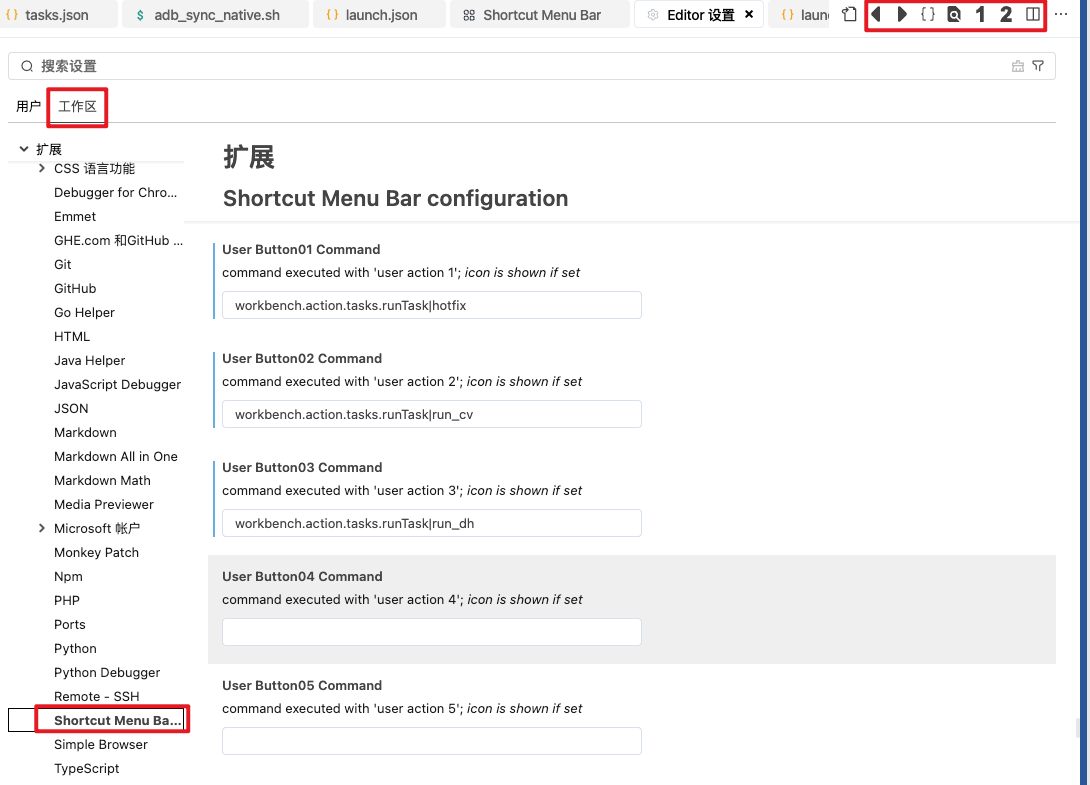 tasks.json
$ adb_sync_native.sh
launch.json
Shortcut Menu Bar
Editor 设置
laun
1 2
搜索设置
用户 工作区
扩展
CSS 语言功能
Debugger for Chro...
Emmet
GHE.com 和GitHub ...
Git
GitHub
Go Helper
HTML
Java Helper
JavaScript Debugger
JSON
Markdown
Markdown All in One
Markdown Math
Media Previewer
Microsoft 帐户
Monkey Patch
Npm
PHP
Ports
Python
Python Debugger
Remote - SSH
Shortcut Menu Ba...
Simple Browser
TypeScript
扩展
Shortcut Menu Bar configuration
User Button01 Command
command executed with 'user action 1'; icon is shown if set
workbench.action.tasks.runTask|hotfix
User Button02 Command
command executed with 'user action 2'; icon is shown if set
workbench.action.tasks.runTask|run_cv
User Button03 Command
command executed with 'user action 3'; icon is shown if set
workbench.action.tasks.runTask|run_dh
User Button04 Command
command executed with 'user action 4'; icon is shown if set
User Button05 Command
command executed with 'user action 5'; icon is shown if set